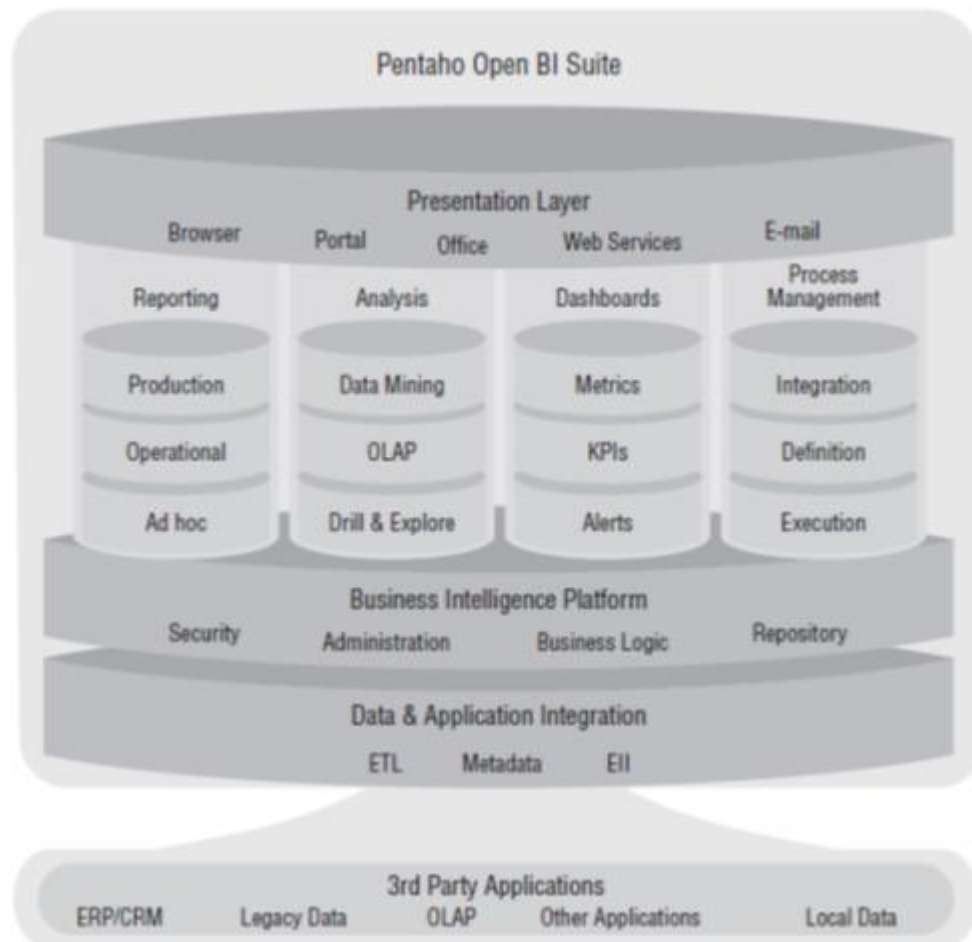 Pentaho Open BI Suite
Presentation Layer
Browser Portal Office Web Services E-mail
Reporting Analysis Dashboards Process Management
Production Data Mining Metrics Integration
Operational OLAP KPIs Definition
Ad hoc Drill & Explore Alerts Execution
Business Intelligence Platform
Security Administration Business Logic Repository
Data & Application Integration
ETL Metadata EII
3rd Party Applications
ERP/CRM Legacy Data OLAP Other Applications Local Data